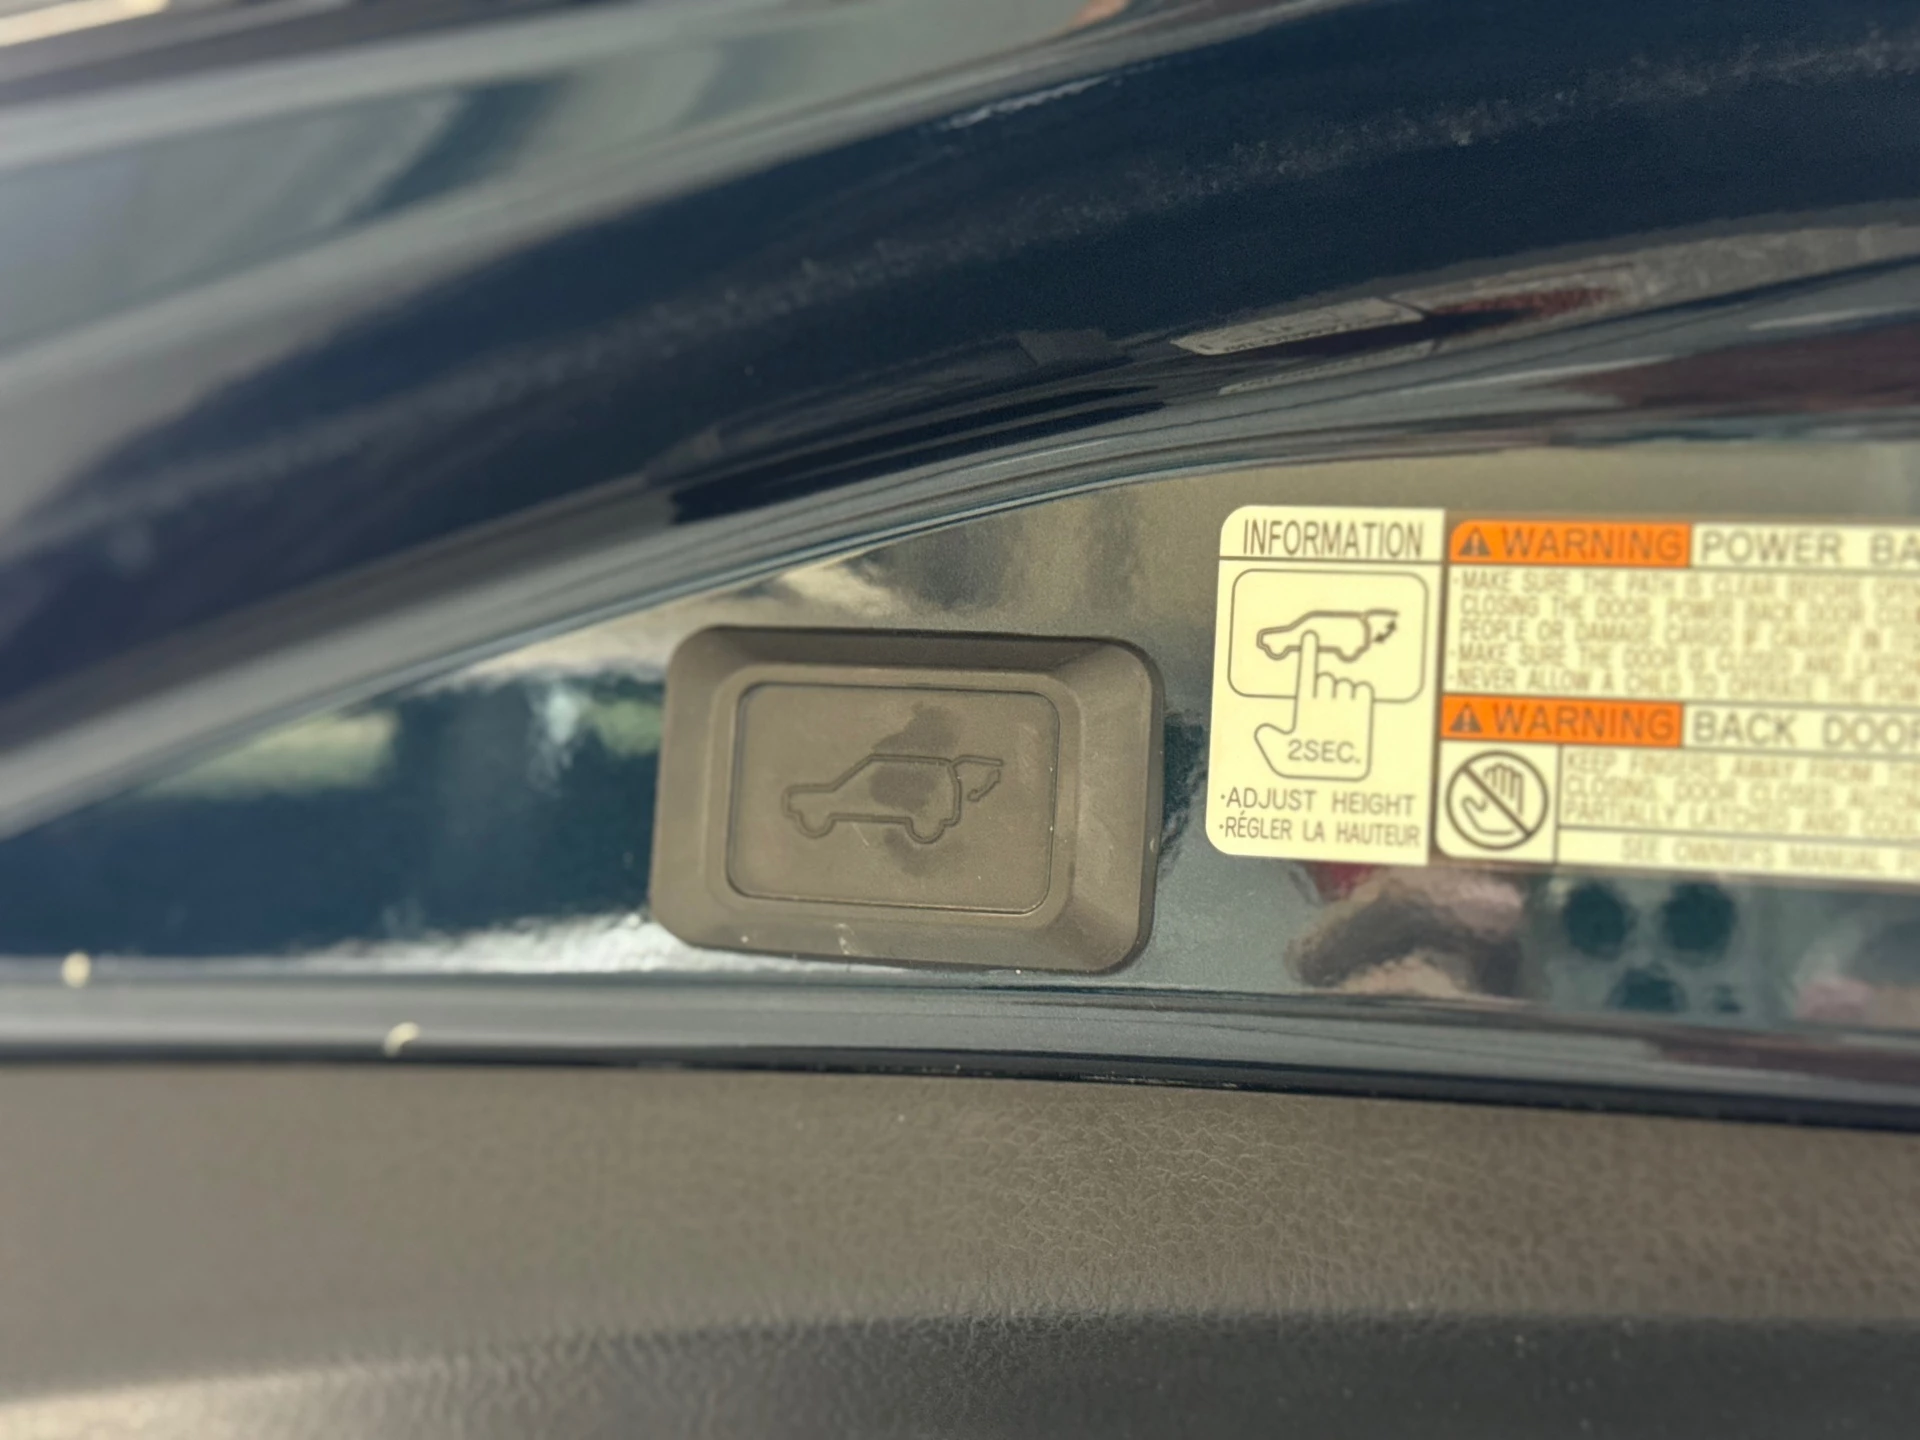 INFORMATION
2SEC.
·ADJUST HEIGHT
·RÉGLER LA HAUTEUR
WARNING POWER BA
·MAKE SURE THE PATH IS CLEAR BEFORE
CLOSING THE DOOR. POWER BACK DOOR
PEOPLE OR DAMAGE CARGO IF CAUGHT IN
·MAKE SURE THE DOOR IS CLOSED AND
·NEVER ALLOW A CHILD TO OPERATE THE
WARNING BACK DOOR
KEEP FINGERS AWAY FROM THE
CLOSING. DOOR CLOSES
PARTIALLY LATCHED AND
SEE OWNER'S MANUAL